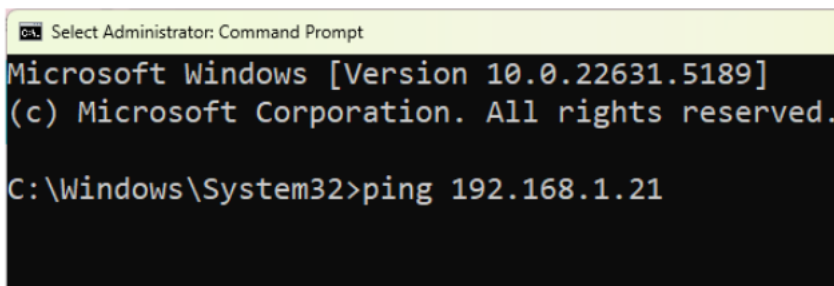 Select Administrator: Command Prompt
Microsoft Windows [Version 10.0.22631.5189]
(c) Microsoft Corporation. All rights reserved.
C:\Windows\System32>ping 192.168.1.21